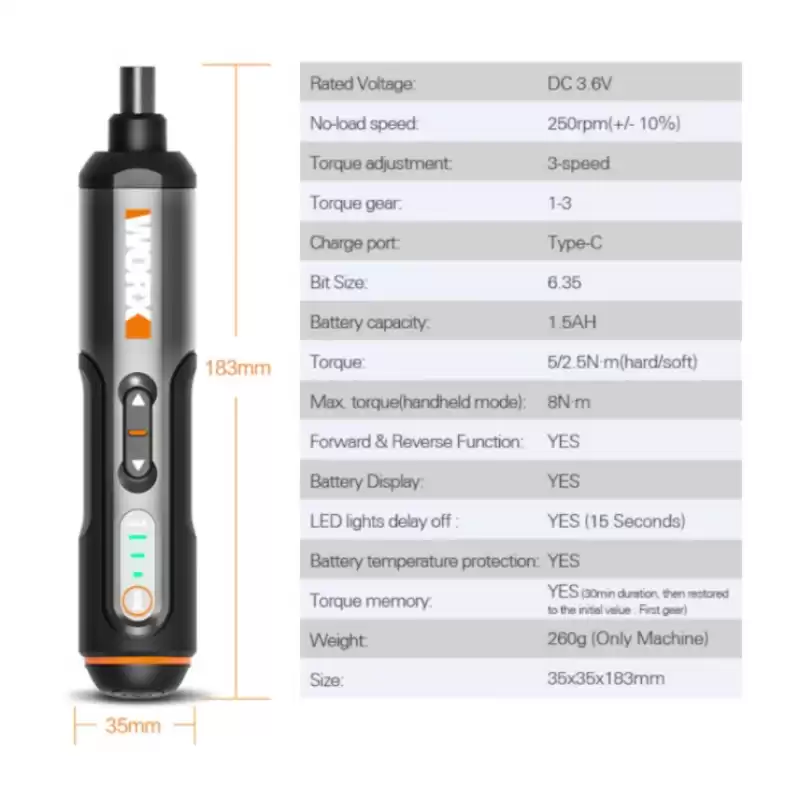 WORX
183mm
35mm
Rated Voltage: DC 3.6V
No-load speed: 250rpm(+/- 10%)
Torque adjustment: 3-speed
Torque gear: 1-3
Charge port: Type-C
Bit Size: 6.35
Battery capacity: 1.5AH
Torque: 5/2.5N·m(hard/soft)
Max. torque(handheld mode): 8N·m
Forward & Reverse Function: YES
Battery Display: YES
LED lights delay off : YES (15 Seconds)
Battery temperature protection: YES
Torque memory: YES (30min duration, then restored
to the initial value : First gear)
Weight: 260g (Only Machine)
Size: 35x35x183mm